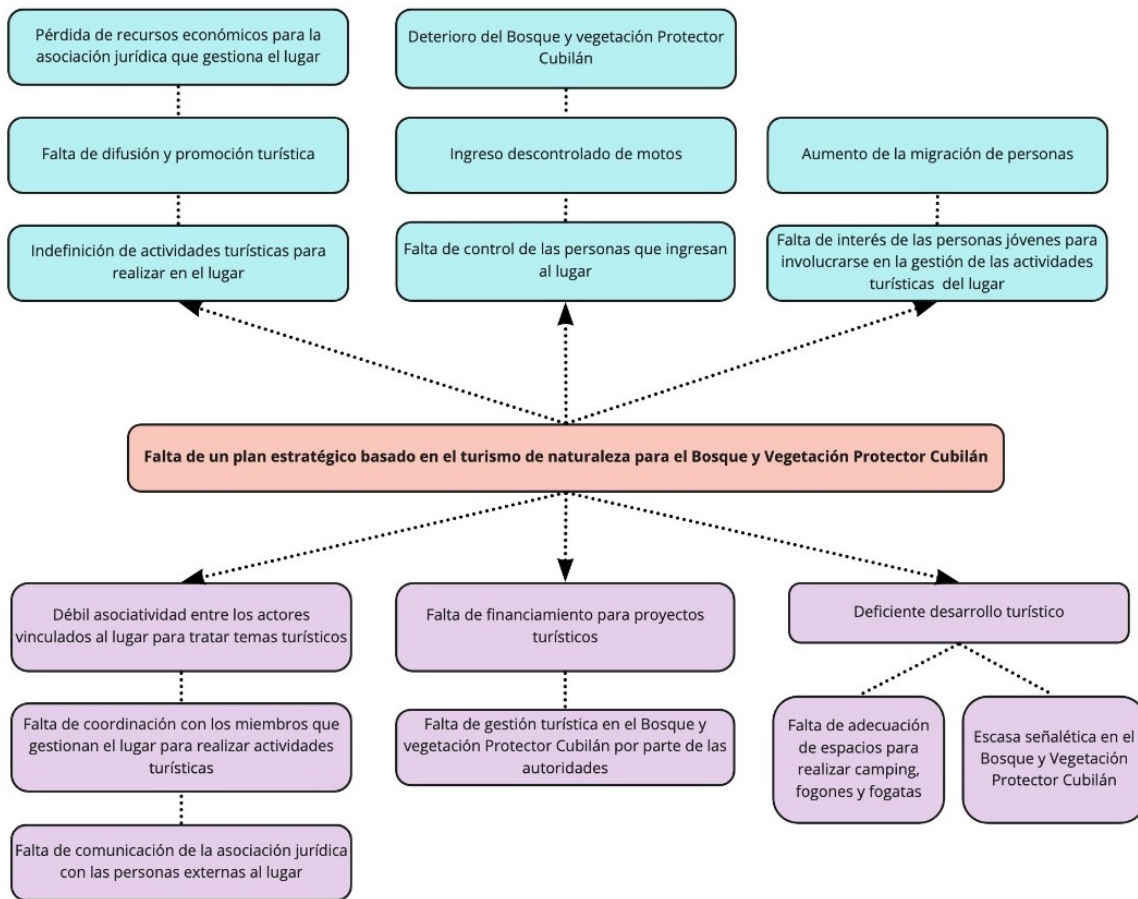 Pérdida de recursos económicos para la
asociación jurídica que gestiona el lugar
Deterioro del Bosque y vegetación Protector
Cubilán
Falta de difusión y promoción turística
Ingreso descontrolado de motos
Aumento de la migración de personas
Indefinición de actividades turísticas para
realizar en el lugar
Falta de control de las personas que ingresan
al lugar
Falta de interés de las personas jóvenes para
involucrarse en la gestión de las actividades
turísticas del lugar
Falta de un plan estratégico basado en el turismo de naturaleza para el Bosque y Vegetación Protector Cubilán
Débil asociatividad entre los actores
vinculados al lugar para tratar temas turísticos
Falta de financiamiento para proyectos
turísticos
Deficiente desarrollo turístico
Falta de coordinación con los miembros que
gestionan el lugar para realizar actividades
turísticas
Falta de gestión turística en el Bosque y
vegetación Protector Cubilán por parte de las
autoridades
Falta de adecuación
de espacios para
realizar camping,
fogones y fogatas
Escasa señalética en el
Bosque y Vegetación
Protector Cubilán
Falta de comunicación de la asociación jurídica
con las personas externas al lugar